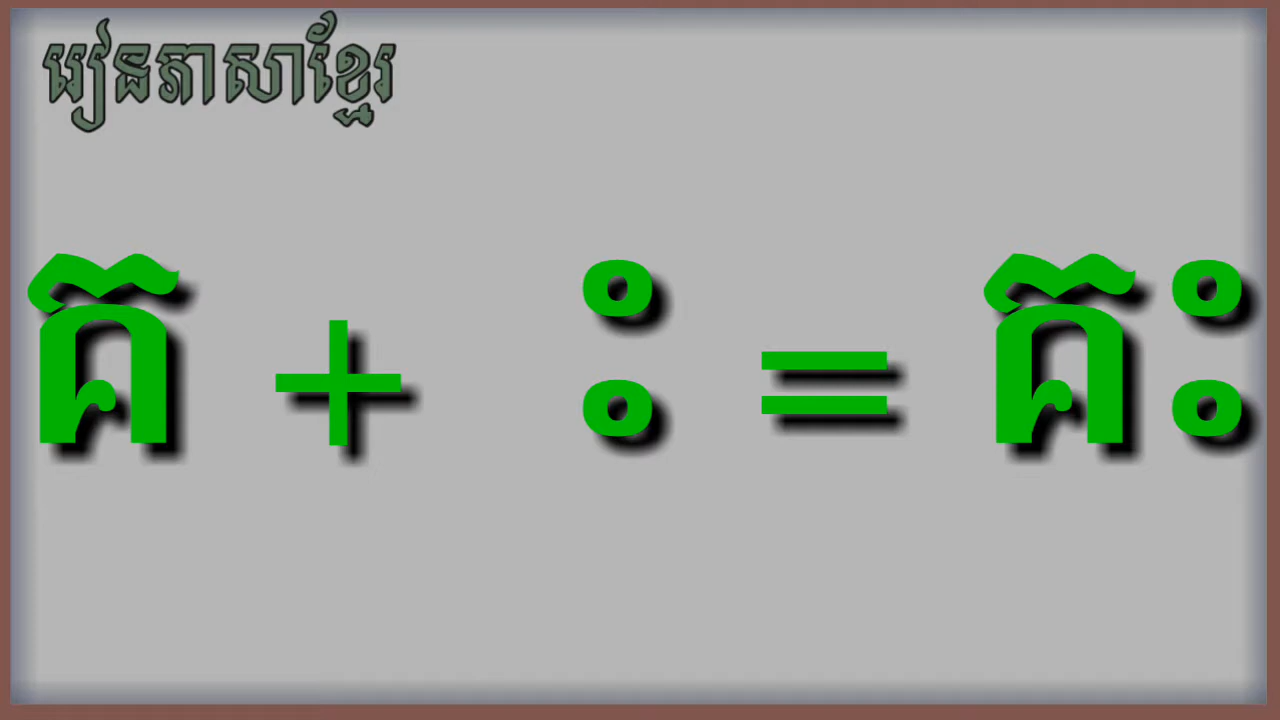 រៀនភាសាខ្មែរ
គ៊ + ះ = គ៊ះ